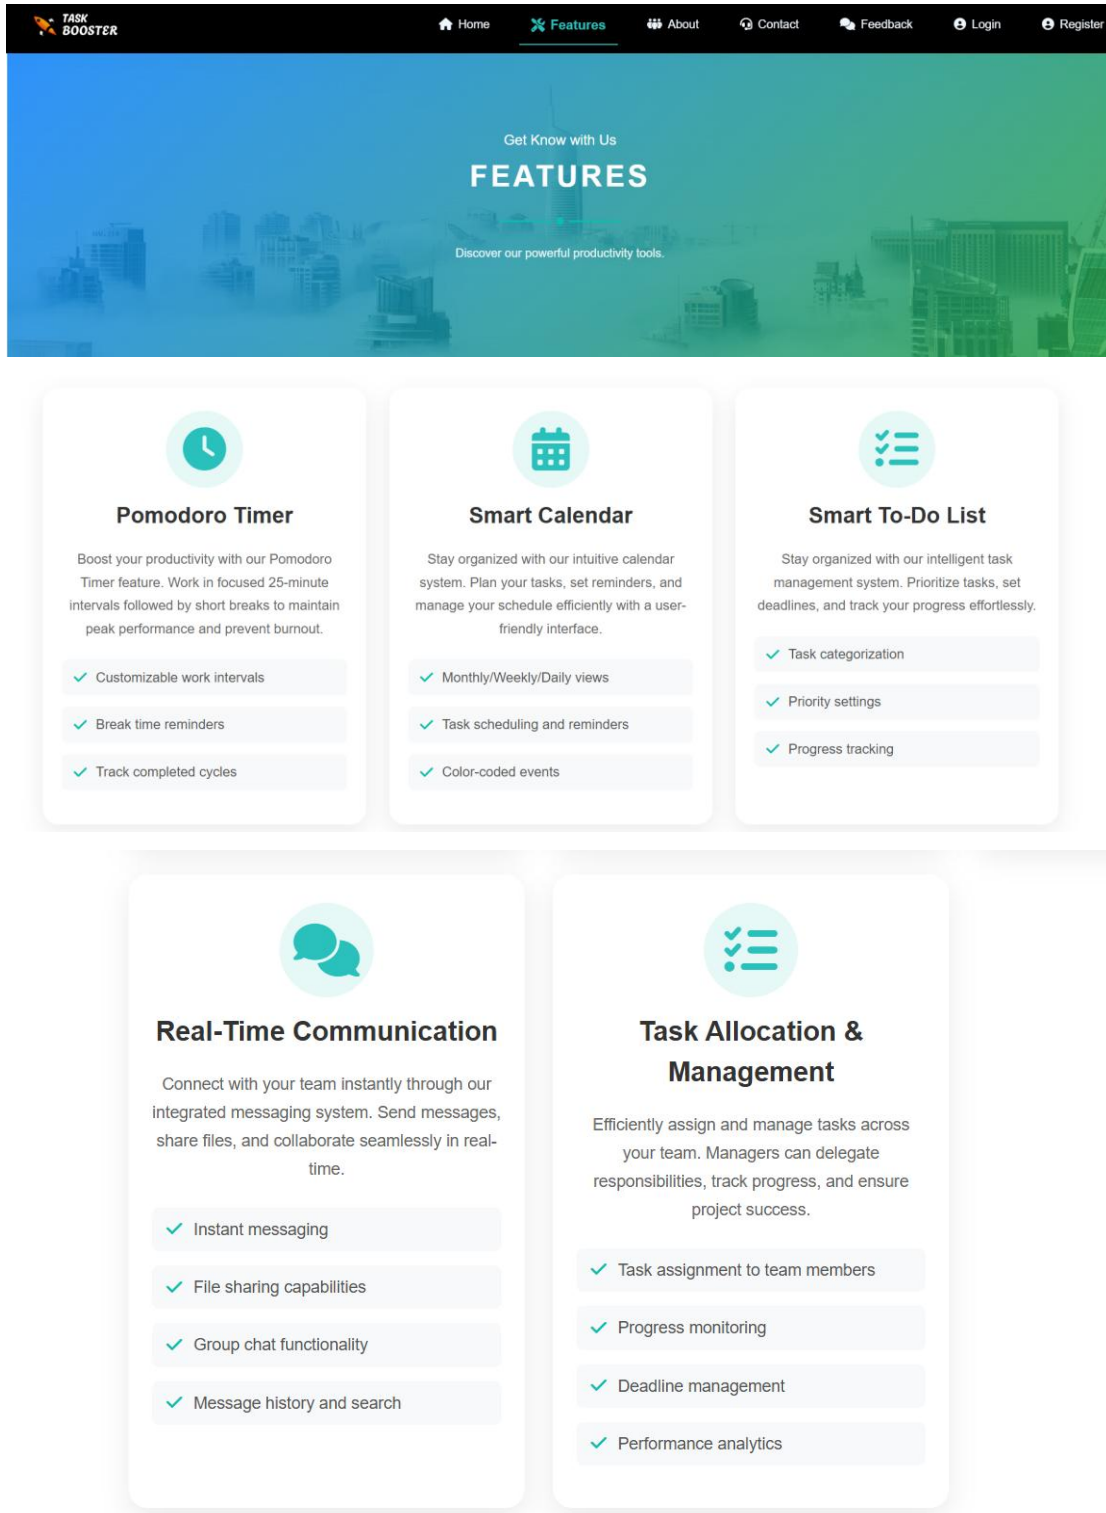 TASK
BOOSTER
Home Features About Contact Feedback Login Register
Get Know with Us
FEATURES
Discover our powerful productivity tools.
Pomodoro Timer
Boost your productivity with our Pomodoro
Timer feature. Work in focused 25-minute
intervals followed by short breaks to maintain
peak performance and prevent burnout.
Customizable work intervals
Break time reminders
Track completed cycles
Smart Calendar
Stay organized with our intuitive calendar
system. Plan your tasks, set reminders, and
manage your schedule efficiently with a user-
friendly interface.
Monthly/Weekly/Daily views
Task scheduling and reminders
Color-coded events
Smart To-Do List
Stay organized with our intelligent task
management system. Prioritize tasks, set
deadlines, and track your progress effortlessly.
Task categorization
Priority settings
Progress tracking
Real-Time Communication
Connect with your team instantly through our
integrated messaging system. Send messages,
share files, and collaborate seamlessly in real-
time.
Instant messaging
File sharing capabilities
Group chat functionality
Message history and search
Task Allocation &
Management
Efficiently assign and manage tasks across
your team. Managers can delegate
responsibilities, track progress, and ensure
project success.
Task assignment to team members
Progress monitoring
Deadline management
Performance analytics